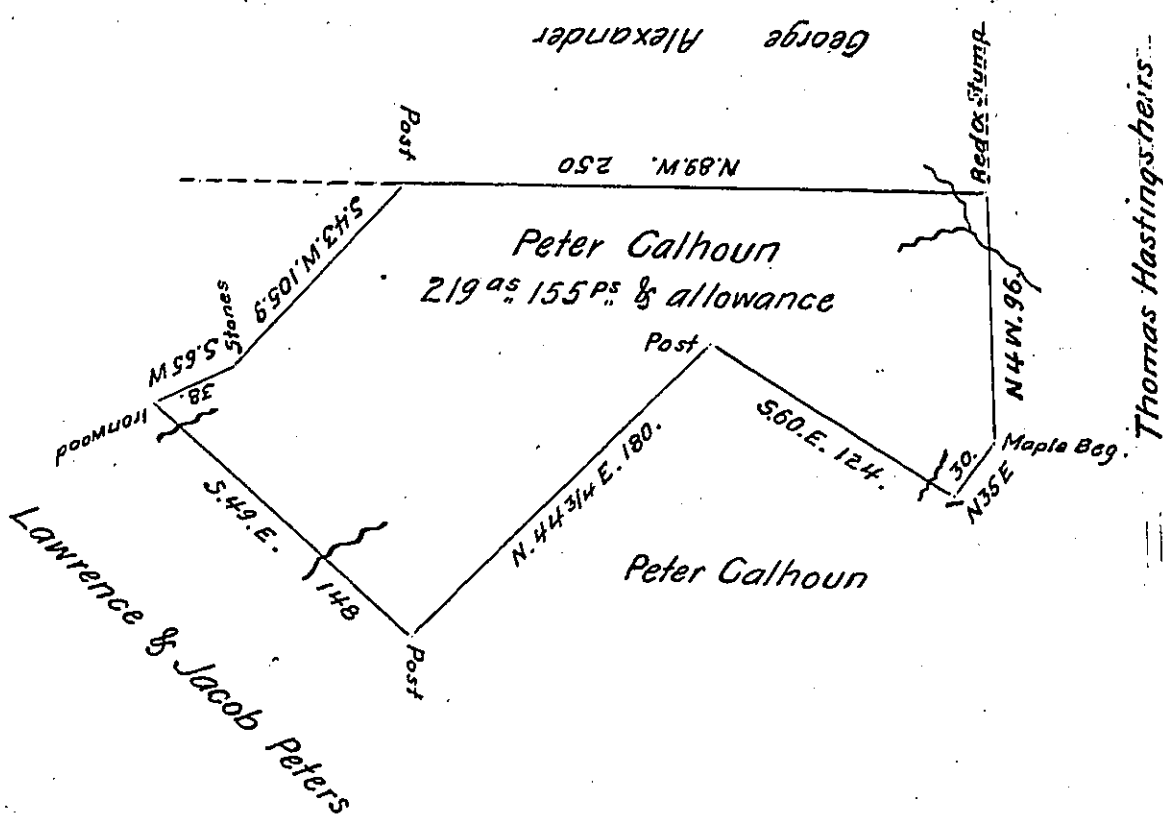 George Alexander
Thomas Hastings heirs
Red Ox Stump
Post
N.89.W. 250
S.43.W. 105.9
Peter Calhoun
219 as 155 ps & allowance
Stones
S.65 W
38.
Ironwood
Post
N 4 W. 96.
S.60.E. 124.
Maple Beg.
30.
N35E
S.49.E.
148
N. 44 3/4 E. 180.
Peter Calhoun
Post
Lawrence & Jacob Peters